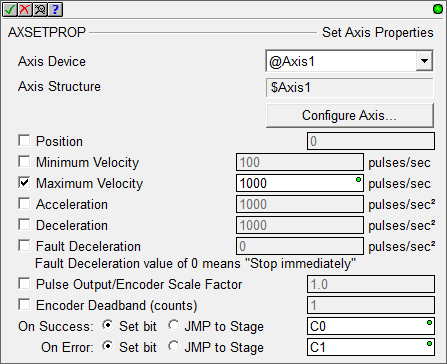 AXSETPROP Set Axis Properties
Axis Device @Axis1
Axis Structure $Axis1
Configure Axis...
Position 0
Minimum Velocity 100 pulses/sec
Maximum Velocity 1000 pulses/sec
Acceleration 1000 pulses/sec²
Deceleration 1000 pulses/sec²
Fault Deceleration 0 pulses/sec²
Fault Deceleration value of 0 means "Stop immediately"
Pulse Output/Encoder Scale Factor 1.0
Encoder Deadband (counts) 1
On Success: Set bit JMP to Stage C0
On Error: Set bit JMP to Stage C1